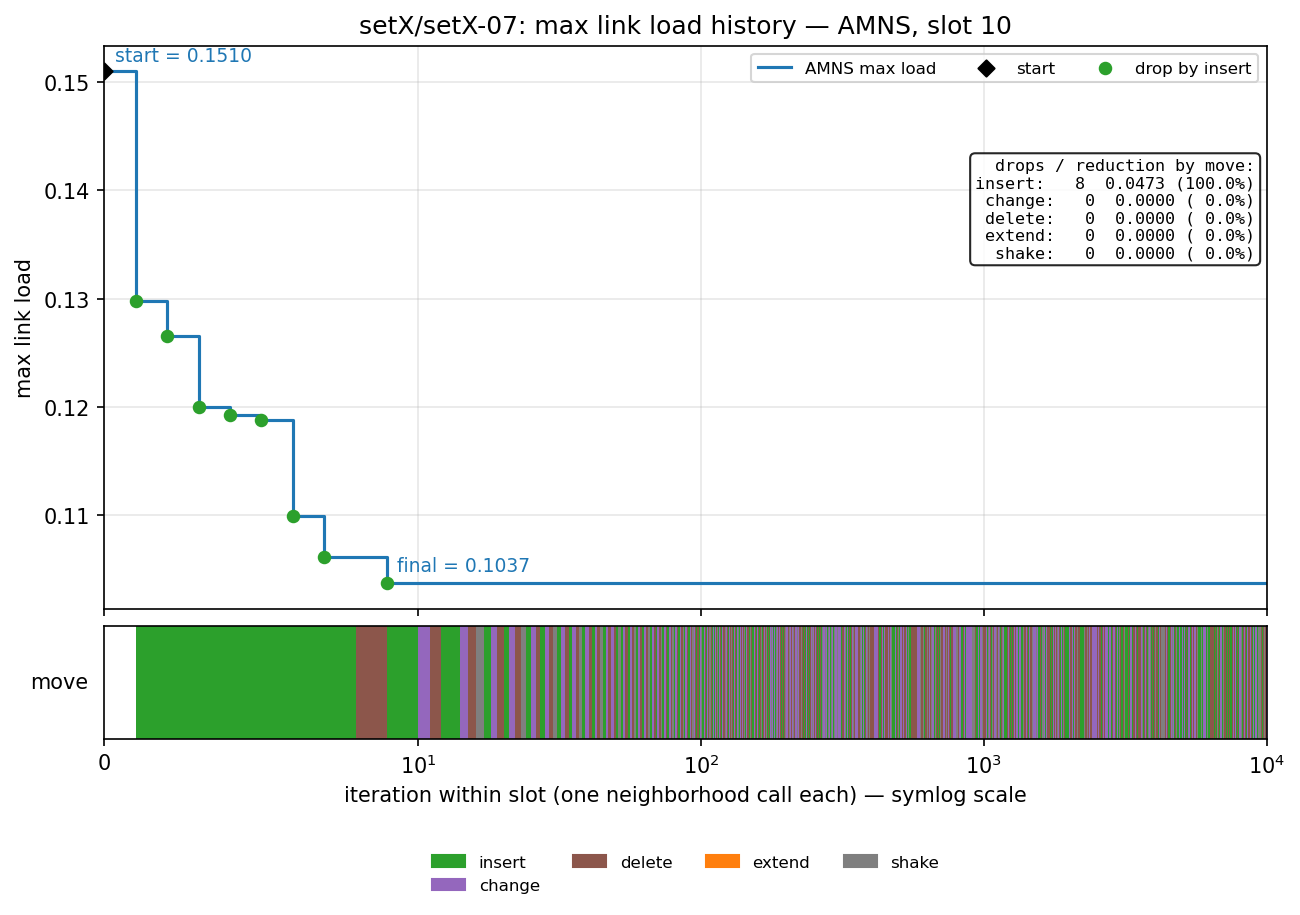 setX/setX-07: max link load history — AMNS, slot 10
start = 0.1510
AMNS max load start drop by insert
drops / reduction by move:
insert: 8 0.0473 (100.0%)
change: 0 0.0000 ( 0.0%)
delete: 0 0.0000 ( 0.0%)
extend: 0 0.0000 ( 0.0%)
shake: 0 0.0000 ( 0.0%)
max link load
0.15
0.14
0.13
0.12
0.11
final = 0.1037
move
0 10¹ 10² 10³ 10⁴
iteration within slot (one neighborhood call each) — symlog scale
insert delete extend shake
change